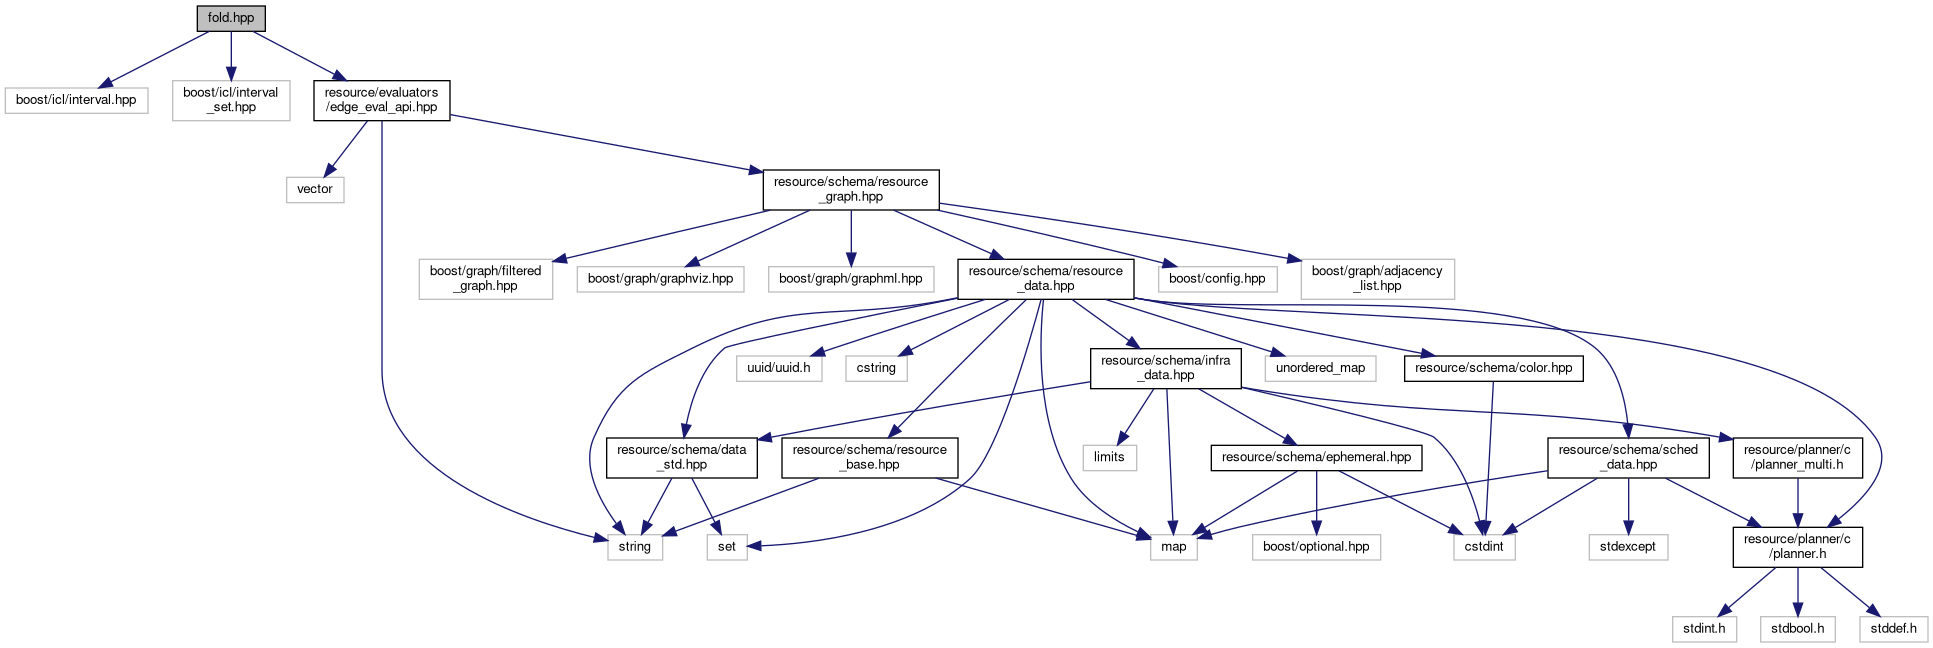 fold.hpp
boost/icl/interval.hpp
boost/icl/interval
_set.hpp
resource/evaluators
/edge_eval_api.hpp
vector
resource/schema/resource
_graph.hpp
boost/graph/filtered
_graph.hpp
boost/graph/graphviz.hpp
boost/graph/graphml.hpp
resource/schema/resource
_data.hpp
boost/config.hpp
boost/graph/adjacency
_list.hpp
uuid/uuid.h
cstring
resource/schema/infra
_data.hpp
unordered_map
resource/schema/color.hpp
resource/schema/data
_std.hpp
resource/schema/resource
_base.hpp
limits
resource/schema/ephemeral.hpp
resource/schema/sched
_data.hpp
resource/planner/c
/planner_multi.h
string
set
map
boost/optional.hpp
cstdint
stdexcept
resource/planner/c
/planner.h
stdint.h
stdbool.h
stddef.h